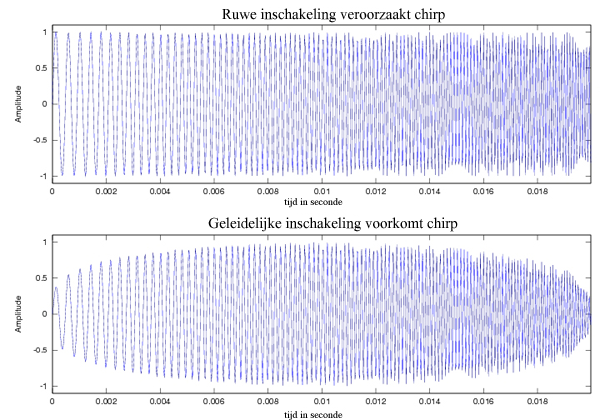 Ruwe inschakeling veroorzaakt chirp
1
0.5
0
-0.5
-1
Amplitude
0 0.002 0.004 0.006 0.008 0.01 0.012 0.014 0.016 0.018
tijd in seconde
Geleidelijke inschakeling voorkomt chirp
1
0.5
0
-0.5
-1
Amplitude
0 0.002 0.004 0.006 0.008 0.01 0.012 0.014 0.016 0.018
tijd in seconde